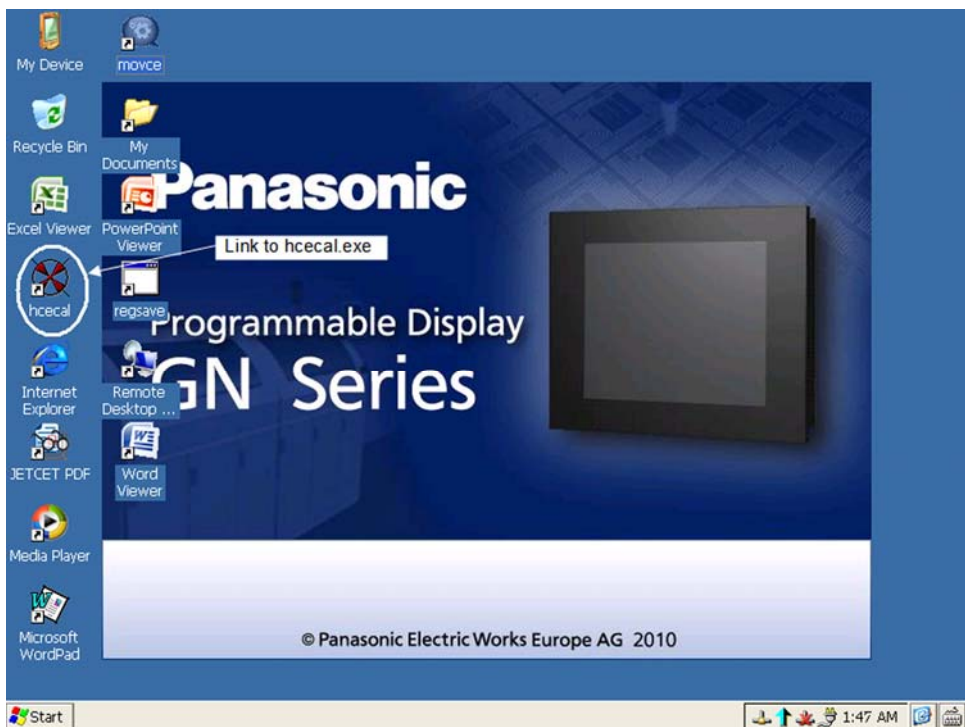 My Device
movce
Recycle Bin
My
Documents
Panasonic
Excel Viewer
PowerPoint
Viewer
Link to hcecal.exe
hcecal
regsave
Programmable Display
GN Series
Internet
Explorer
Remote
Desktop ...
JETCET PDF
Word
Viewer
Media Player
Microsoft
WordPad
© Panasonic Electric Works Europe AG 2010
Start
1:47 AM